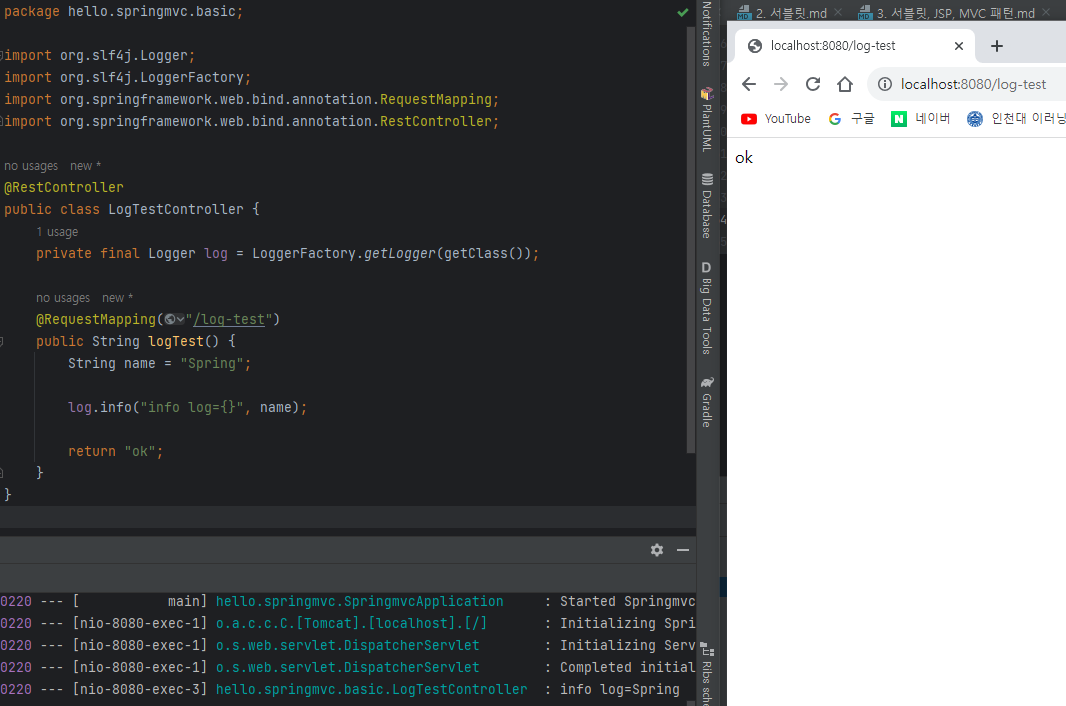 package hello.springmvc.basic;
import org.slf4j.Logger;
import org.slf4j.LoggerFactory;
import org.springframework.web.bind.annotation.RequestMapping;
import org.springframework.web.bind.annotation.RestController;
no usages new *
@RestController
public class LogTestController {
1 usage
private final Logger log = LoggerFactory.getLogger(getClass());
no usages new *
@RequestMapping("/log-test")
public String logTest() {
String name = "Spring";
log.info("info log={}", name);
return "ok";
}
}
0220 --- [ main] hello.springmvc.SpringmvcApplication : Started Springmvc
0220 --- [nio-8080-exec-1] o.a.c.c.C.[Tomcat].[localhost].[/] : Initializing Spri
0220 --- [nio-8080-exec-1] o.s.web.servlet.DispatcherServlet : Initializing Serv
0220 --- [nio-8080-exec-1] o.s.web.servlet.DispatcherServlet : Completed initial
0220 --- [nio-8080-exec-3] hello.springmvc.basic.LogTestController : info log=Spring
Notifications
PlantUML
Database
Big Data Tools
Gradle
2. 서블릿.md
3. 서블릿, JSP, MVC 패턴.md
localhost:8080/log-test
localhost:8080/log-test
YouTube 구글 네이버 인천대 이러닝
ok